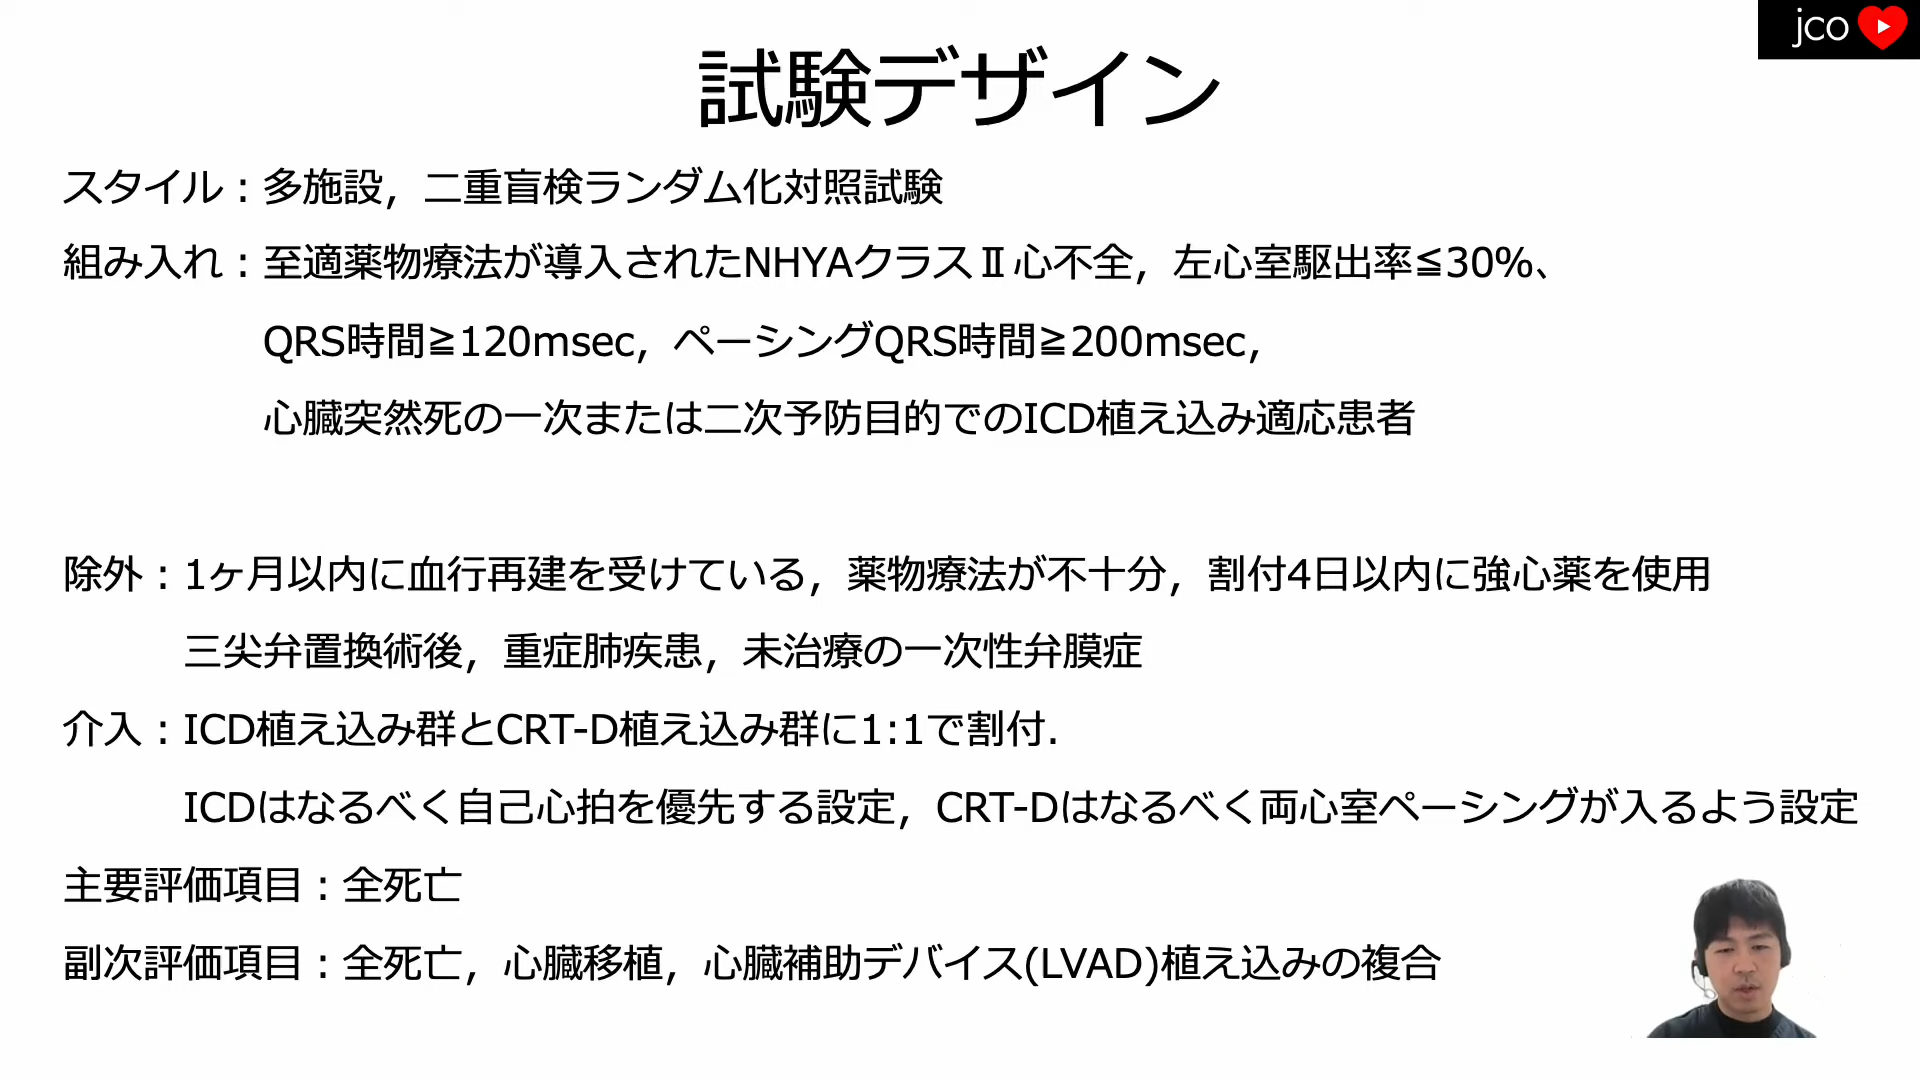 jco
試験デザイン
スタイル：多施設，二重盲検ランダム化対照試験
組み入れ：至適薬物療法が導入されたNHYAクラスⅡ心不全，左心室駆出率≦30%、
QRS時間≧120msec，ペーシングQRS時間≧200msec，
心臓突然死の一次または二次予防目的でのICD植え込み適応患者
除外：1ヶ月以内に血行再建を受けている，薬物療法が不十分，割付4日以内に強心薬を使用
三尖弁置換術後，重症肺疾患，未治療の一次性弁膜症
介入：ICD植え込み群とCRT-D植え込み群に1:1で割付.
ICDはなるべく自己心拍を優先する設定，CRT-Dはなるべく両心室ペーシングが入るよう設定
主要評価項目：全死亡
副次評価項目：全死亡，心臓移植，心臓補助デバイス(LVAD)植え込みの複合